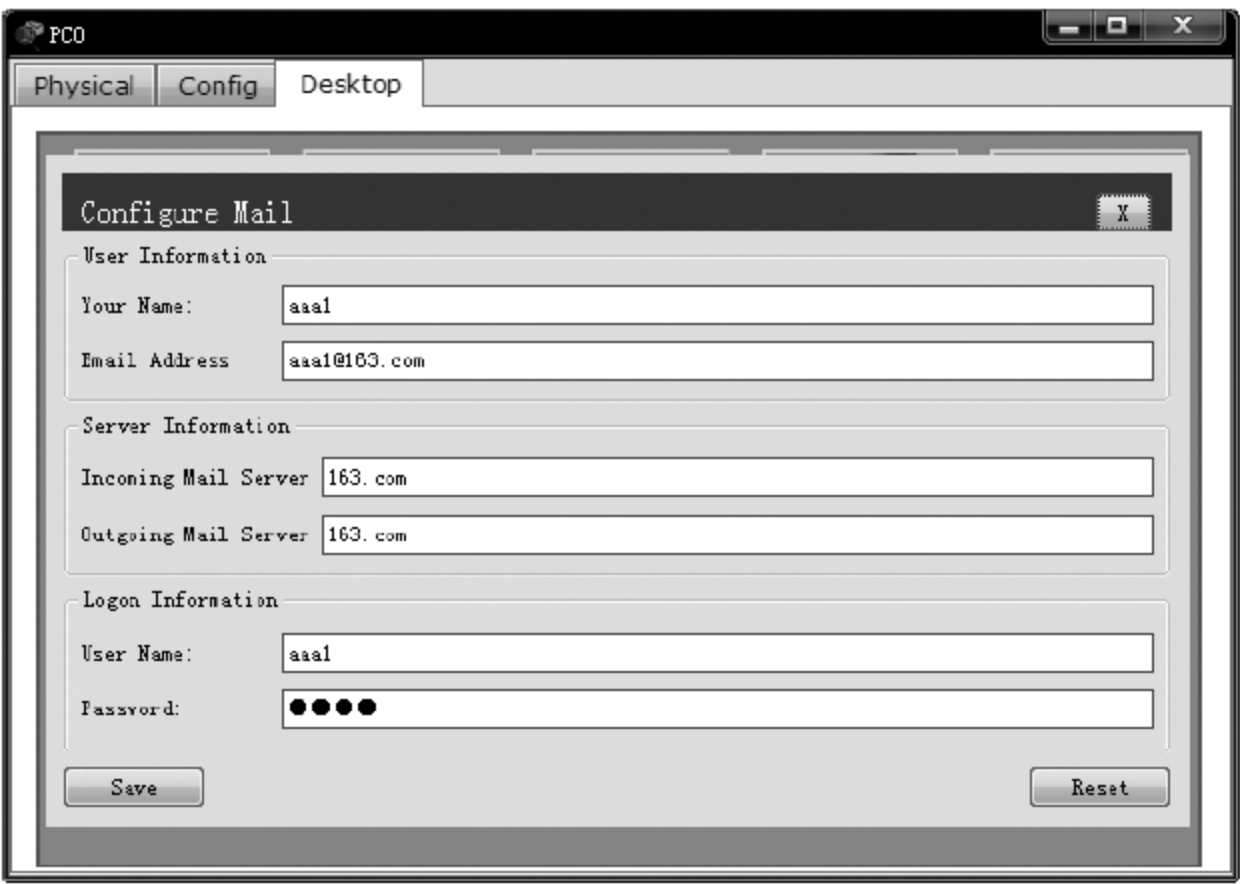 PC0
Physical Config Desktop
Configure Mail X
User Information
Your Name: aaa1
Email Address aaa1@163.com
Server Information
Incoming Mail Server 163.com
Outgoing Mail Server 163.com
Logon Information
User Name: aaa1
Password: ●●●●
Save Reset